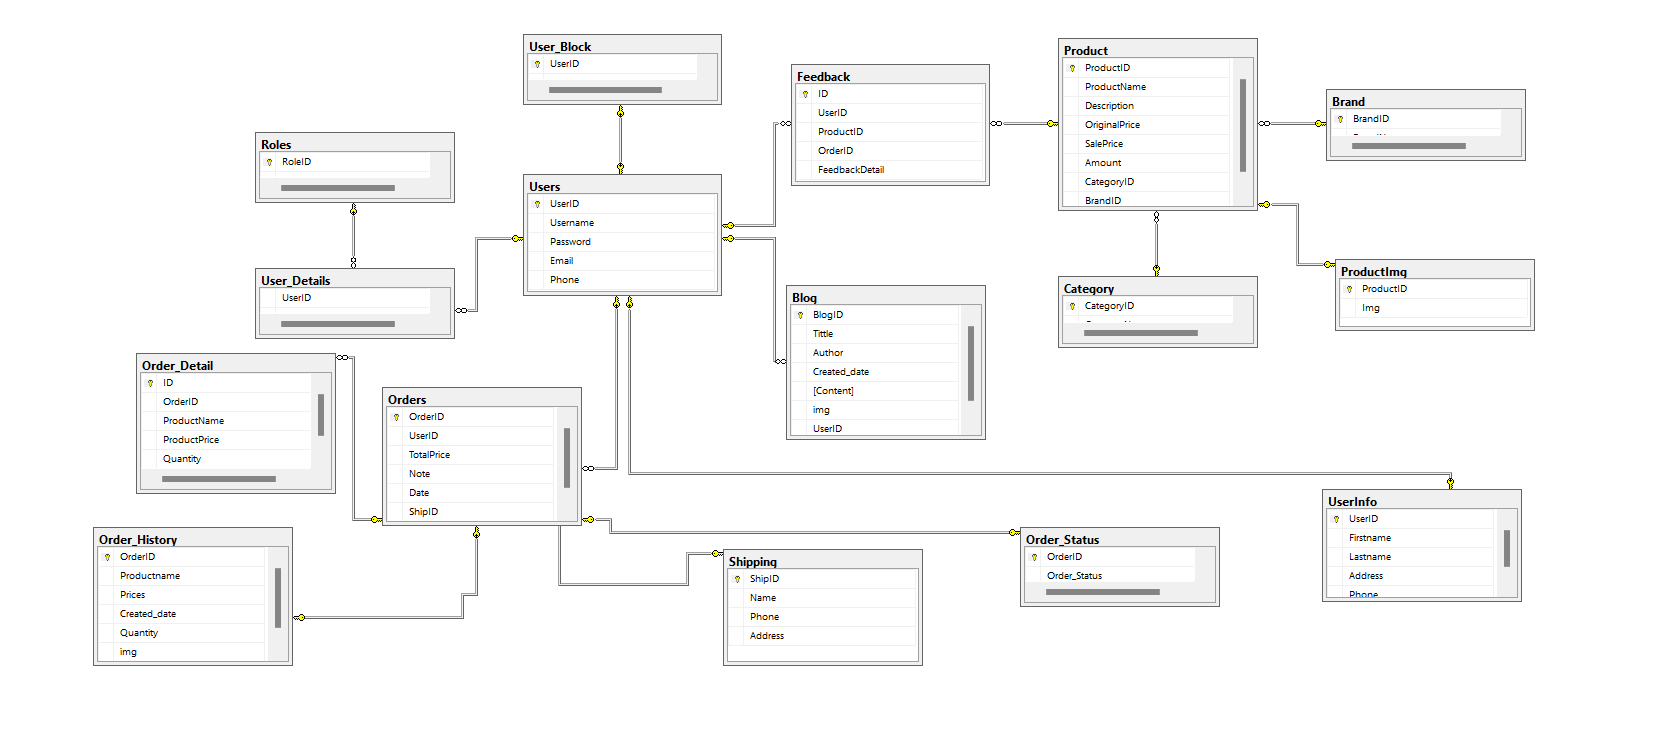 User_Block
UserID
Roles
RoleID
Users
UserID
Username
Password
Email
Phone
User_Details
UserID
Feedback
ID
UserID
ProductID
OrderID
FeedbackDetail
Product
ProductID
ProductName
Description
OriginalPrice
SalePrice
Amount
CategoryID
BrandID
Brand
BrandID
ProductImg
ProductID
Img
Category
CategoryID
Blog
BlogID
Tittle
Author
Created_date
[Content]
img
UserID
Order_Detail
ID
OrderID
ProductName
ProductPrice
Quantity
Orders
OrderID
UserID
TotalPrice
Note
Date
ShipID
Order_History
OrderID
Productname
Prices
Created_date
Quantity
img
Shipping
ShipID
Name
Phone
Address
Order_Status
OrderID
Order_Status
UserInfo
UserID
Firstname
Lastname
Address
Phone